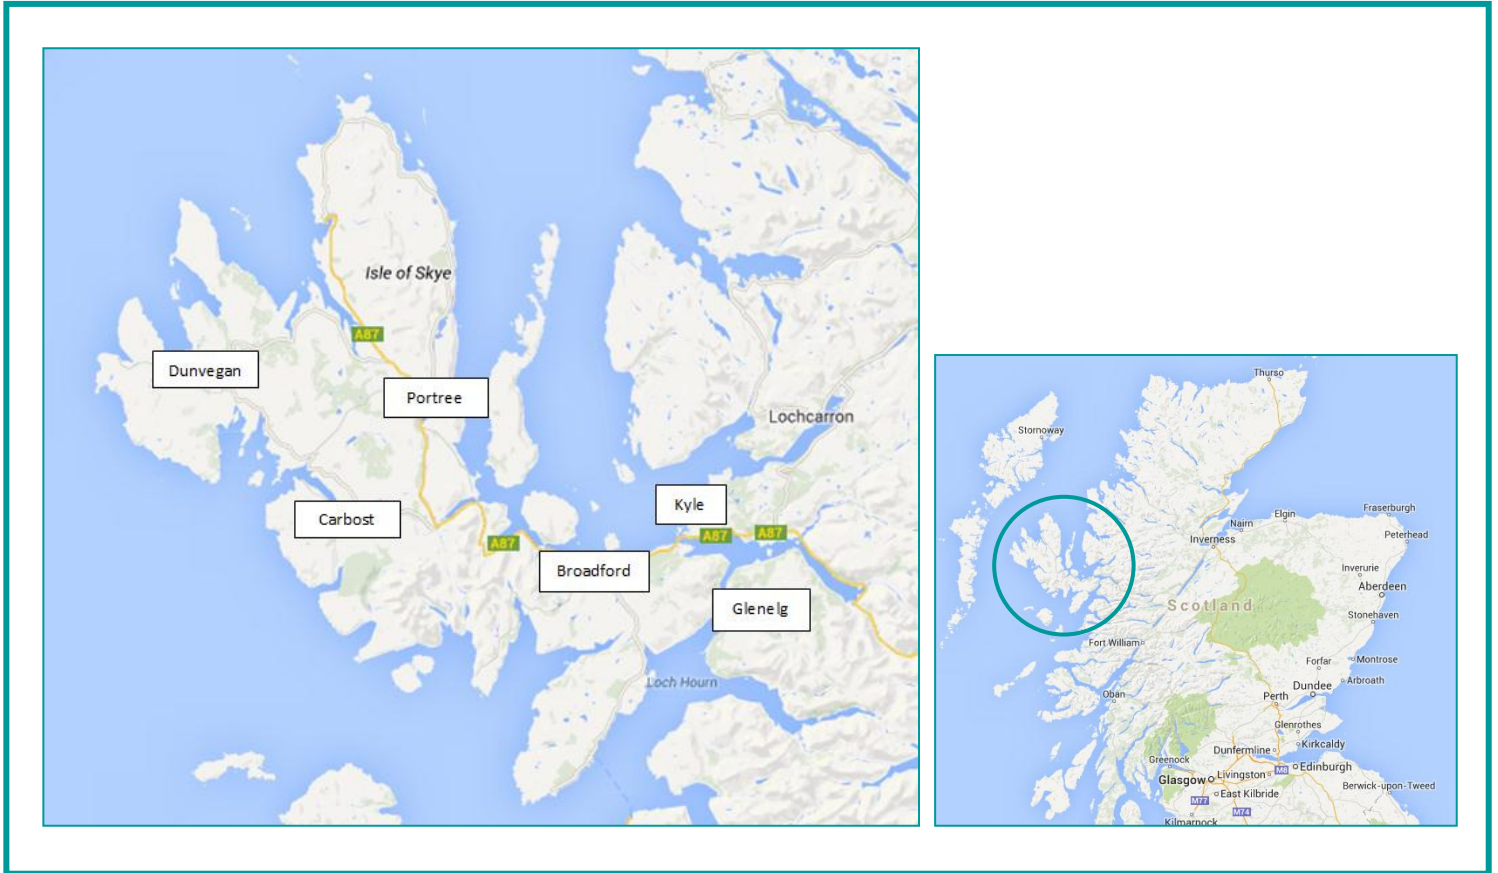 Isle of Skye
A87
Dunvegan
Portree
Lochcarron
Kyle
Carbost
A87
A87
A87
Broadford
Glenelg
Loch Hourn
Thurso
Stornoway
Fraserburgh
Elgin
Nairn
Peterhead
Inverness
Inverurie
Aberdeen
Scotland
Stonehaven
Fort William
Forfar
Montrose
Arbroath
Dundee
Oban
Perth
Glenrothes
Kirkcaldy
Dunfermline
Greenock
Edinburgh
Glasgow
Livingston
M8
Berwick-upon-Tweed
East Kilbride
M77
M74
Kilmarnock